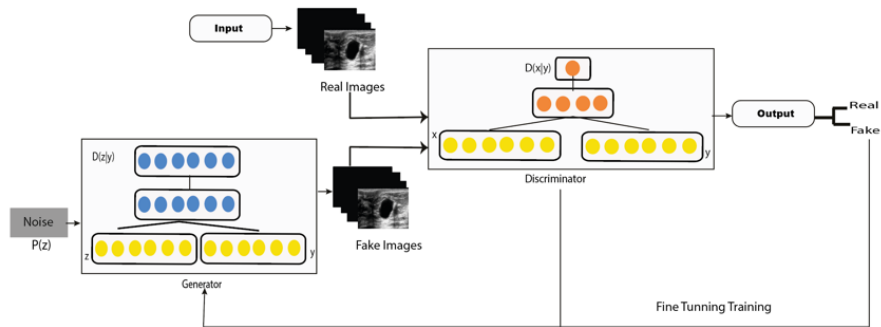 Input
Real Images
D(x|y)
x
y
Discriminator
Output
Real
Fake
D(z|y)
Noise
P(z)
z
y
Generator
Fake Images
Fine Tunning Training